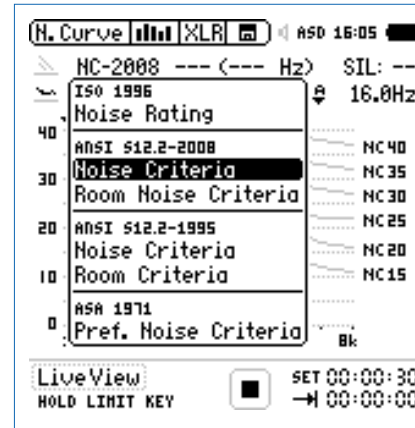 N. Curve XLR ASD 16:05
NC-2008 --- (--- Hz) SIL: --
ISO 1996
16.0Hz
Noise Rating
40
ANSI S12.2-2008
NC40
Noise Criteria
NC35
30
Room Noise Criteria
NC30
NC25
20
ANSI S12.2-1995
Noise Criteria
NC20
10
Room Criteria
NC15
ASA 1971
0
Pref. Noise Criteria
8k
LiveView
SET 00:00:30
HOLD LIMIT KEY
00:00:00